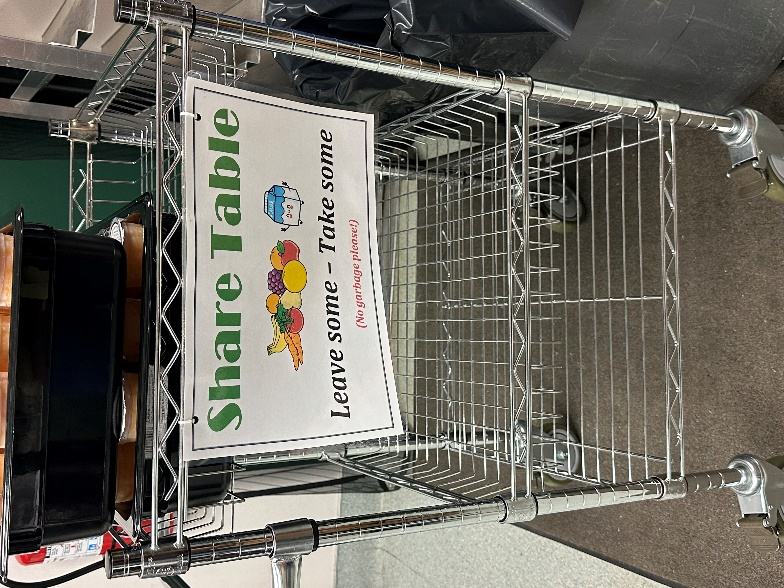 Share Table
Leave some - Take some
(No garbage please!)